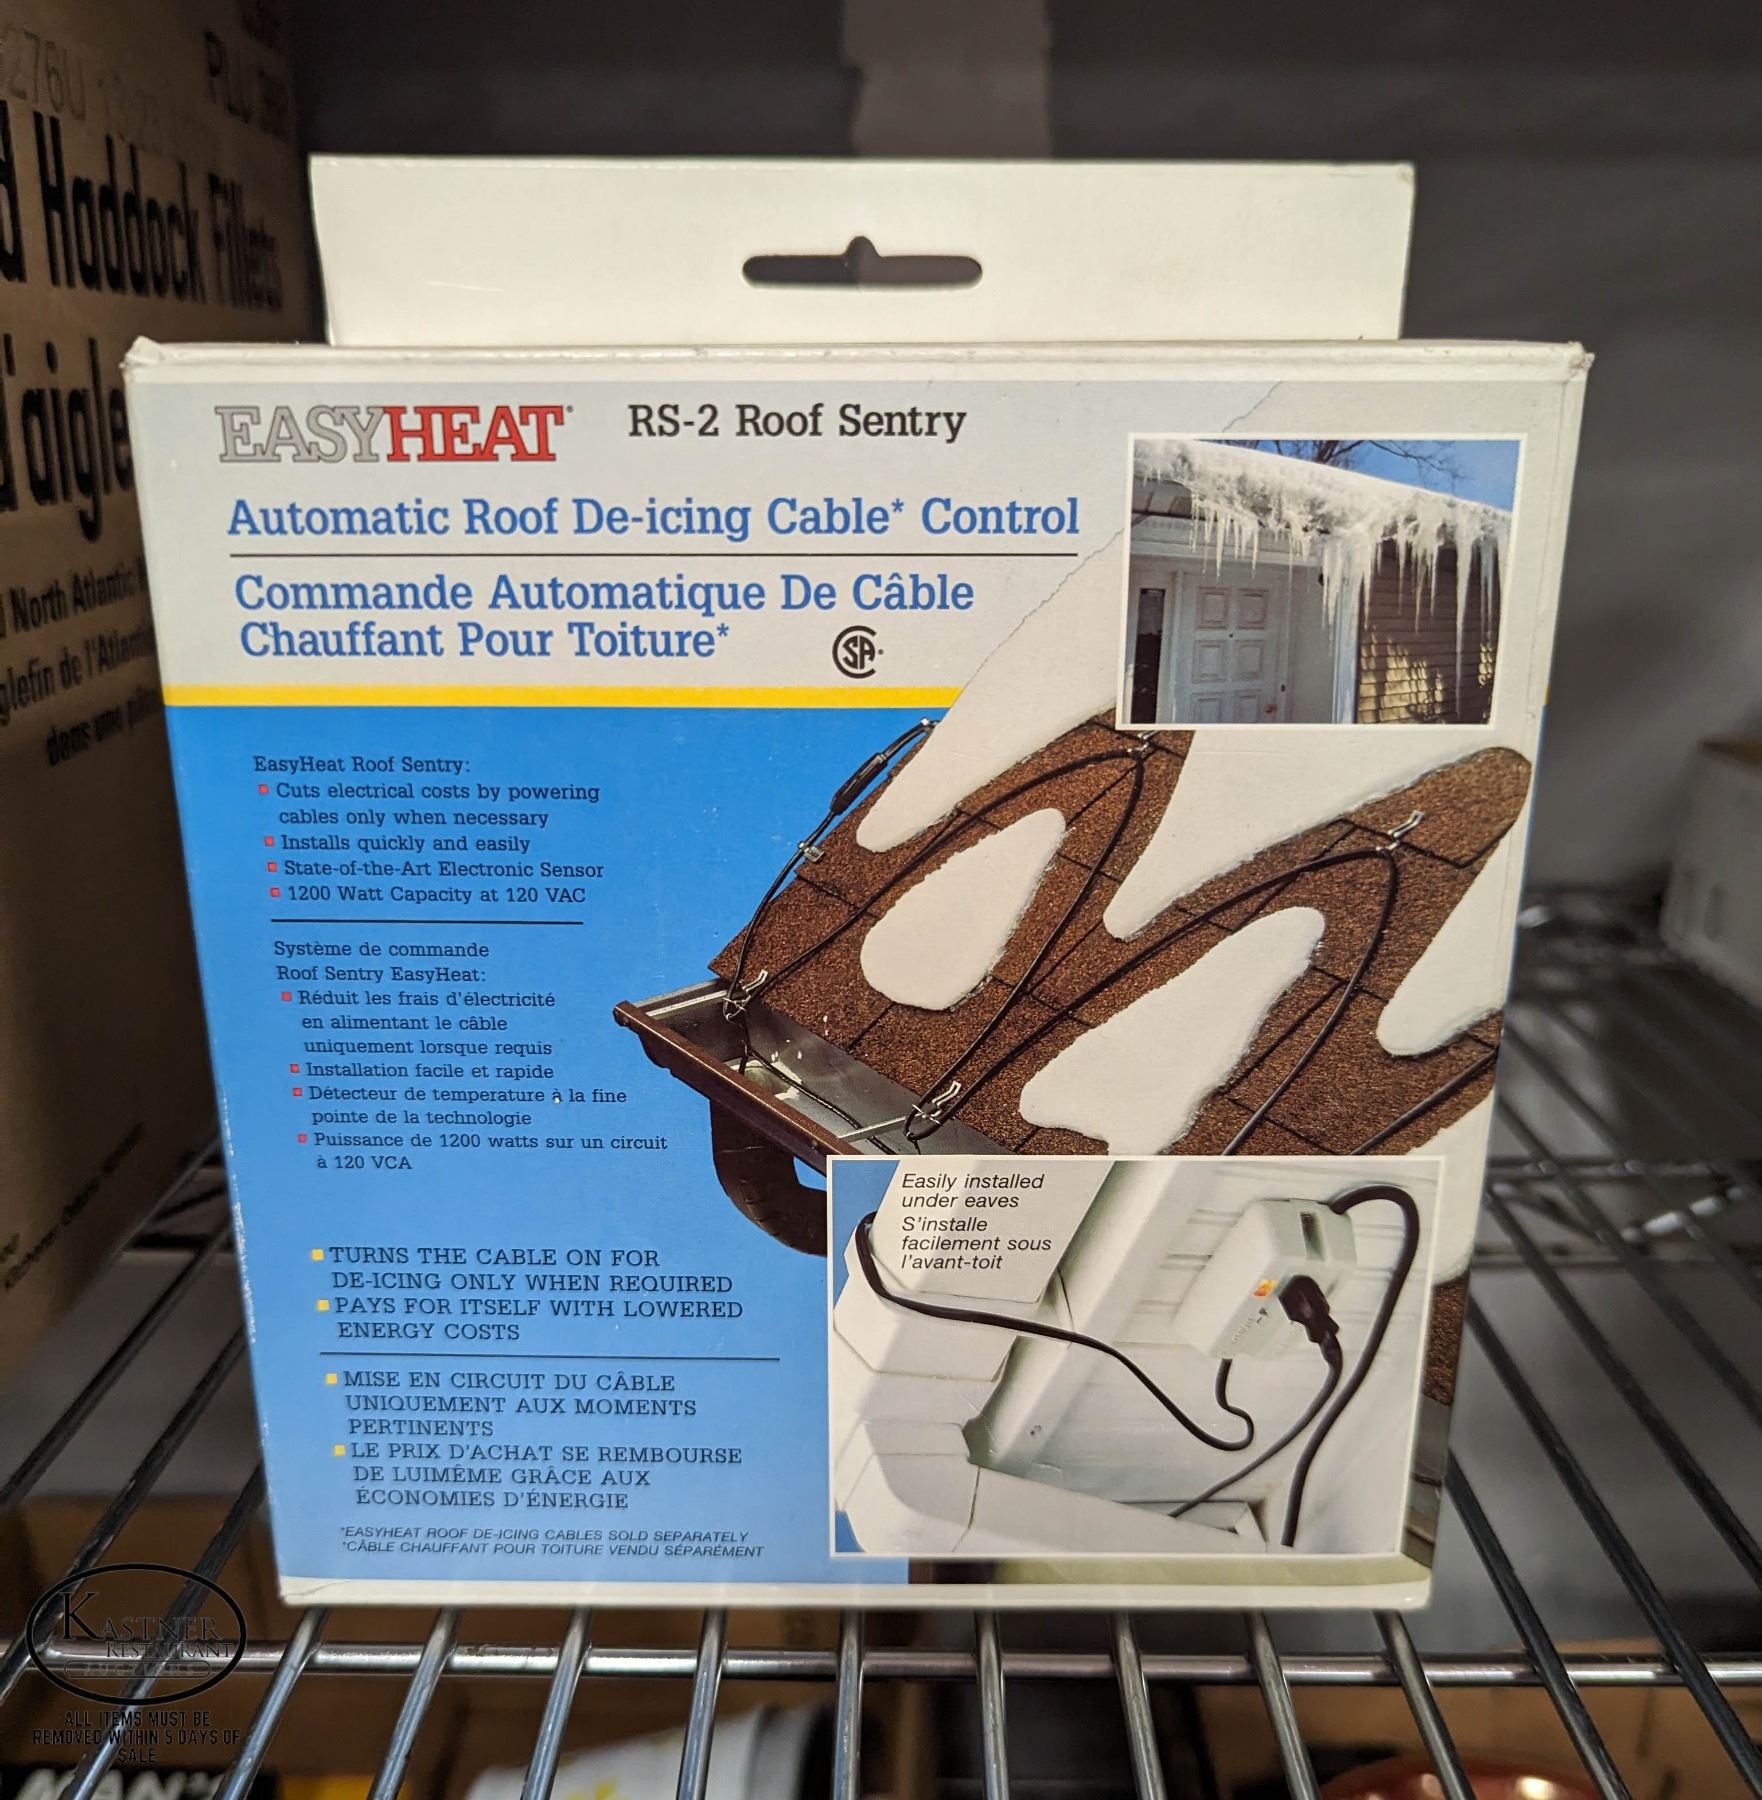 Haddock Fillets
North Atlantic
EASYHEAT RS-2 Roof Sentry
Automatic Roof De-icing Cable* Control
Commande Automatique De Câble
Chauffant Pour Toiture*
EasyHeat Roof Sentry:
Cuts electrical costs by powering
cables only when necessary
Installs quickly and easily
State-of-the-Art Electronic Sensor
1200 Watt Capacity at 120 VAC
Système de commande
Roof Sentry EasyHeat:
Réduit les frais d'électricité
en alimentant le câble
uniquement lorsque requis
Installation facile et rapide
Détecteur de temperature à la fine
pointe de la technologie
Puissance de 1200 watts sur un circuit
à 120 VCA
Easily installed
under eaves
S'installe
facilement sous
l'avant-toit
TURNS THE CABLE ON FOR
DE-ICING ONLY WHEN REQUIRED
PAYS FOR ITSELF WITH LOWERED
ENERGY COSTS
MISE EN CIRCUIT DU CÂBLE
UNIQUEMENT AUX MOMENTS
PERTINENTS
LE PRIX D'ACHAT SE REMBOURSE
DE LUIMÊME GRÂCE AUX
ÉCONOMIES D'ÉNERGIE
*EASYHEAT ROOF DE-ICING CABLES SOLD SEPARATELY
*CÂBLE CHAUFFANT POUR TOITURE VENDU SÉPARÉMENT
KASTNER
RESTAURANT
AUCTIONS
ALL ITEMS MUST BE
REMOVED WITHIN 5 DAYS OF
SALE